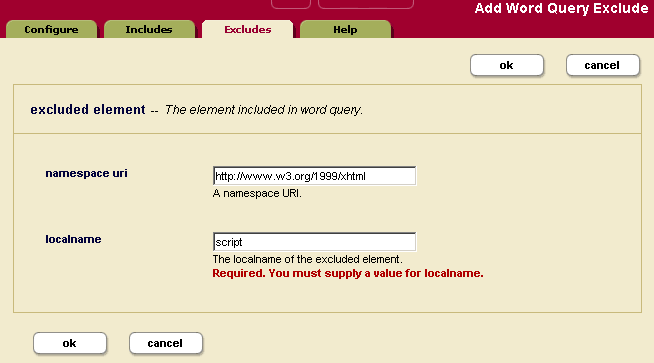 Add Word Query Exclude
Configure Includes Excludes Help
ok cancel
excluded element -- The element included in word query.
namespace uri http://www.w3.org/1999/xhtml
A namespace URI.
localname script
The localname of the excluded element.
Required. You must supply a value for localname.
ok cancel